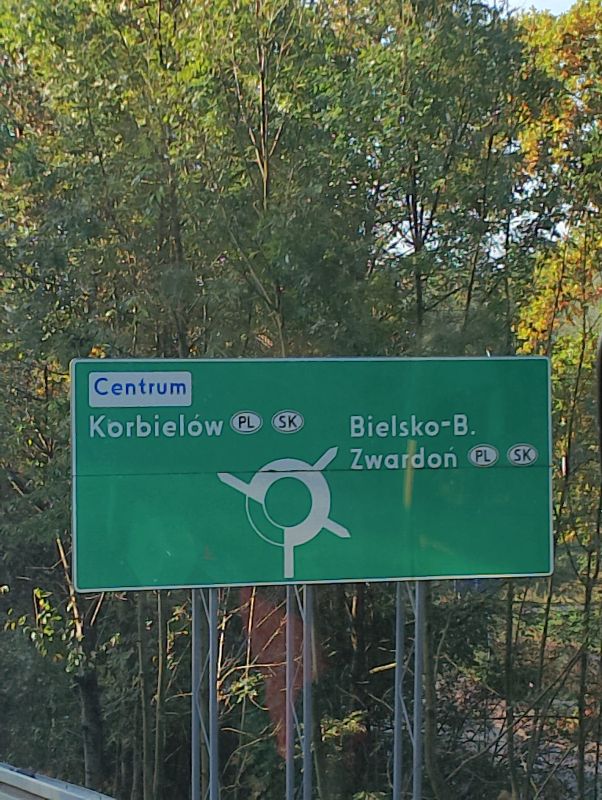 Centrum
Korbielów PL SK
Bielsko-B.
Zwardoń PL SK